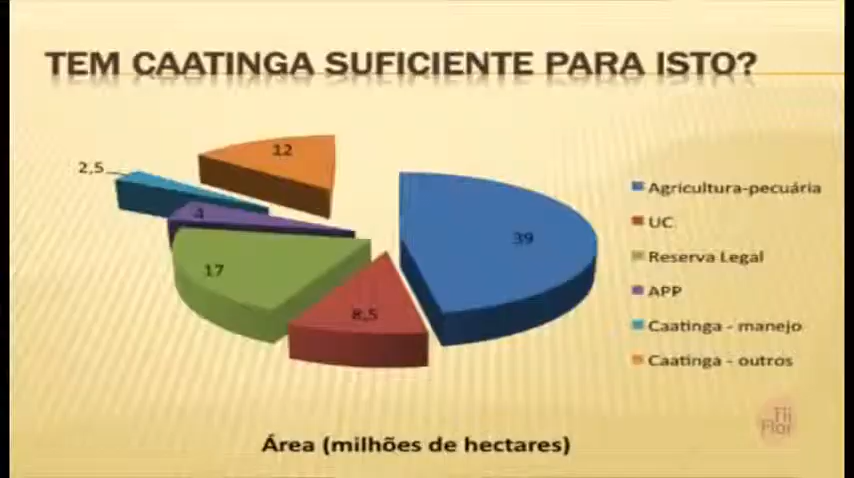 TEM CAATINGA SUFICIENTE PARA ISTO?
12
2,5
4
39
17
8,5
Agricultura-pecuária
UC
Reserva Legal
APP
Caatinga - manejo
Caatinga - outros
Área (milhões de hectares)
Flor